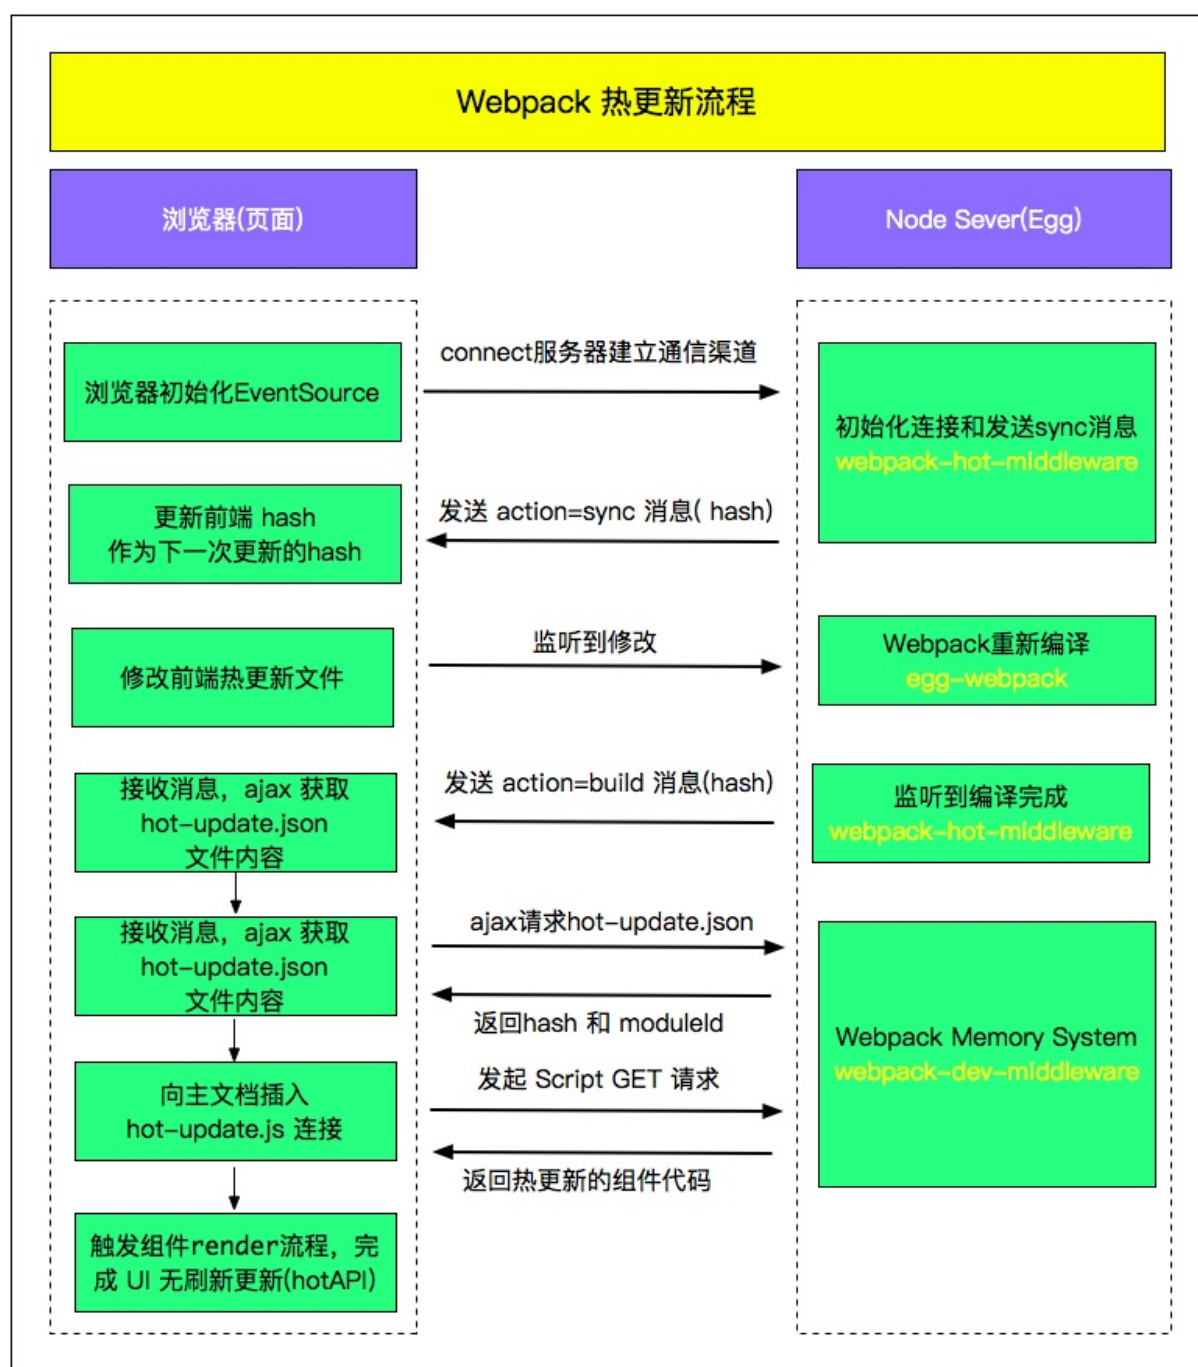 Webpack 热更新流程
浏览器(页面)
Node Sever(Egg)
浏览器初始化EventSource
connect服务器建立通信渠道
初始化连接和发送sync消息
webpack-hot-middleware
更新前端 hash
作为下一次更新的hash
发送 action=sync 消息( hash)
修改前端热更新文件
监听到修改
Webpack重新编译
egg-webpack
接收消息，ajax 获取
hot-update.json
文件内容
发送 action=build 消息(hash)
监听到编译完成
webpack-hot-middleware
接收消息，ajax 获取
hot-update.json
文件内容
ajax请求hot-update.json
返回hash 和 moduleId
Webpack Memory System
webpack-dev-middleware
向主文档插入
hot-update.js 连接
发起 Script GET 请求
返回热更新的组件代码
触发组件render流程，完
成 UI 无刷新更新(hotAPI)